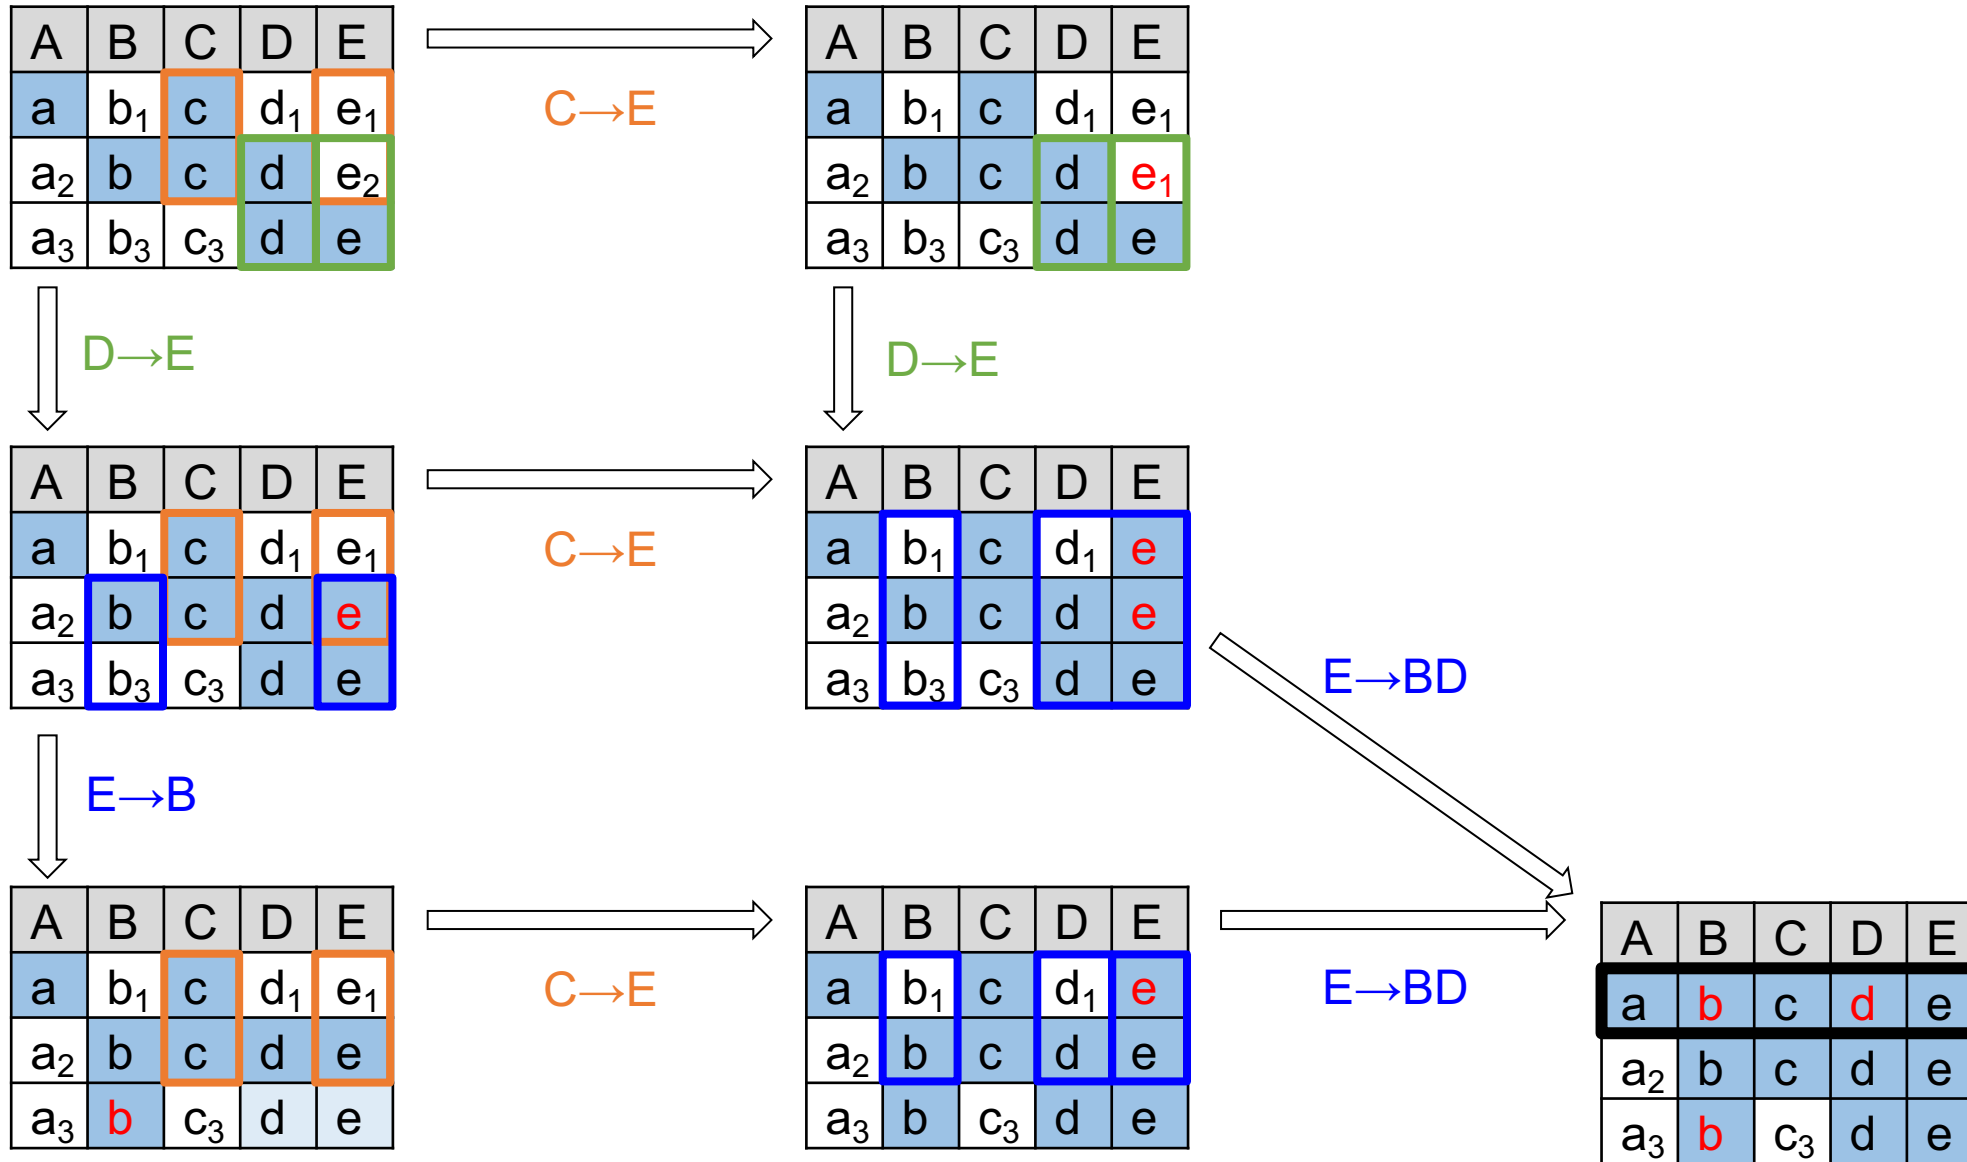 A B C D E
a b₁ c d₁ e₁
a₂ b c d e₂
a₃ b₃ c₃ d e
C→E
A B C D E
a b₁ c d₁ e₁
a₂ b c d e₁
a₃ b₃ c₃ d e
D→E
D→E
A B C D E
a b₁ c d₁ e₁
a₂ b c d e
a₃ b₃ c₃ d e
C→E
A B C D E
a b₁ c d₁ e
a₂ b c d e
a₃ b₃ c₃ d e
E→BD
E→B
A B C D E
a b₁ c d₁ e₁
a₂ b c d e
a₃ b c₃ d e
C→E
A B C D E
a b₁ c d₁ e
a₂ b c d e
a₃ b c₃ d e
E→BD
A B C D E
a b c d e
a₂ b c d e
a₃ b c₃ d e